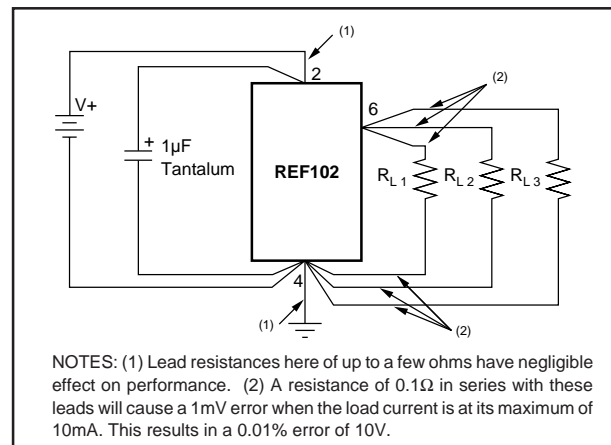 (1)
2
(2)
6
V+
+
1µF
Tantalum
REF102
R L 1
R L 2
R L 3
4
(1)
(2)
NOTES: (1) Lead resistances here of up to a few ohms have negligible
effect on performance. (2) A resistance of 0.1Ω in series with these
leads will cause a 1mV error when the load current is at its maximum of
10mA. This results in a 0.01% error of 10V.